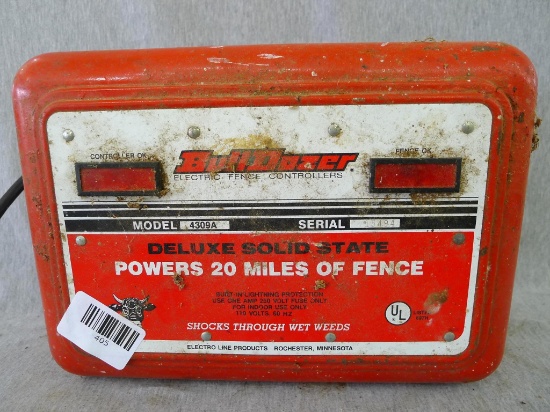 CONTROLLER OK
FENCE OK
BullDozer
ELECTRIC FENCE CONTROLLERS
MODEL 4309A SERIAL
DELUXE SOLID STATE
POWERS 20 MILES OF FENCE
BUILT-IN LIGHTNING PROTECTION
USE ONE AMP 250 VOLT FUSE ONLY
FOR INDOOR USE ONLY
110 VOLTS, 60 HZ
UL
405
SHOCKS THROUGH WET WEEDS
ELECTRO LINE PRODUCTS ROCHESTER, MINNESOTA